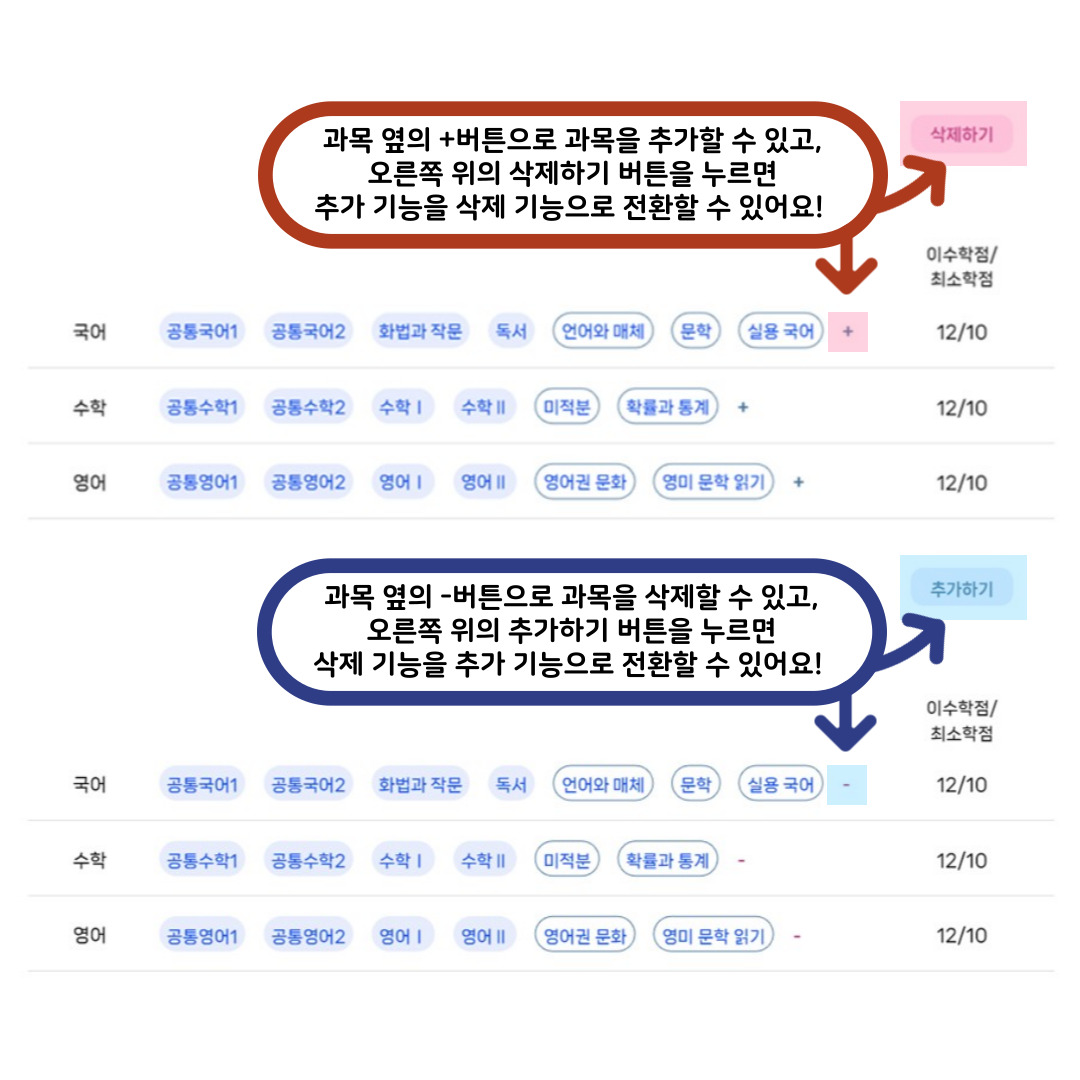 과목 옆의 +버튼으로 과목을 추가할 수 있고,
오른쪽 위의 삭제하기 버튼을 누르면
추가 기능을 삭제 기능으로 전환할 수 있어요!
삭제하기
이수학점/
최소학점
국어 공통국어1 공통국어2 화법과 작문 독서 언어와 매체 문학 실용 국어 + 12/10
수학 공통수학1 공통수학2 수학 I 수학 II 미적분 확률과 통계 + 12/10
영어 공통영어1 공통영어2 영어 I 영어 II 영어권 문화 영미 문학 읽기 + 12/10
과목 옆의 -버튼으로 과목을 삭제할 수 있고,
오른쪽 위의 추가하기 버튼을 누르면
삭제 기능을 추가 기능으로 전환할 수 있어요!
추가하기
이수학점/
최소학점
국어 공통국어1 공통국어2 화법과 작문 독서 언어와 매체 문학 실용 국어 - 12/10
수학 공통수학1 공통수학2 수학 I 수학 II 미적분 확률과 통계 - 12/10
영어 공통영어1 공통영어2 영어 I 영어 II 영어권 문화 영미 문학 읽기 - 12/10